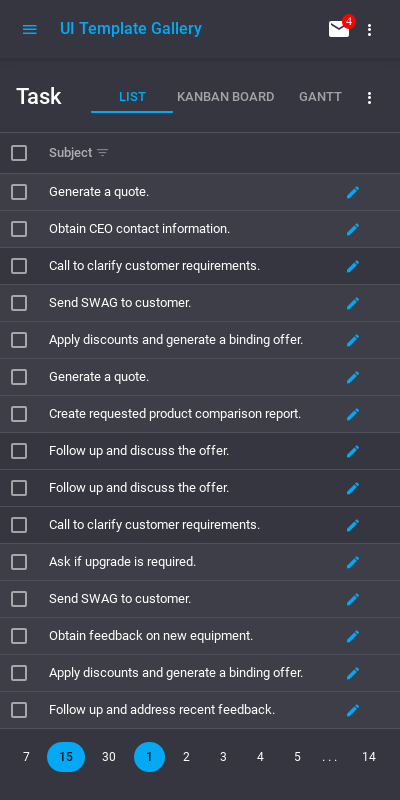 UI Template Gallery 4
Task LIST KANBAN BOARD GANTT
Subject
Generate a quote.
Obtain CEO contact information.
Call to clarify customer requirements.
Send SWAG to customer.
Apply discounts and generate a binding offer.
Generate a quote.
Create requested product comparison report.
Follow up and discuss the offer.
Follow up and discuss the offer.
Call to clarify customer requirements.
Ask if upgrade is required.
Send SWAG to customer.
Obtain feedback on new equipment.
Apply discounts and generate a binding offer.
Follow up and address recent feedback.
7 15 30 1 2 3 4 5 ... 14